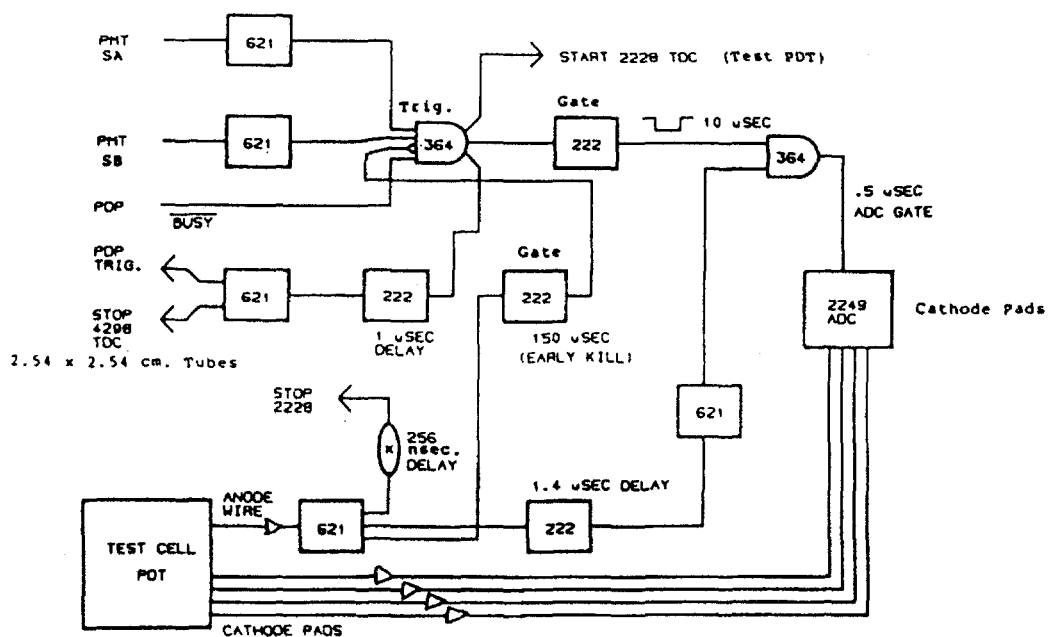 PMT
SA
621
START 2228 TDC (Test PDT)
Trig.
Gate
PMT
SB
621
364
222
10 uSEC
364
.5 uSEC
ADC GATE
PDP
BUSY
PDP
TRIG.
Gate
621
222
222
2249
ADC
Cathode Pads
STOP
4298
TDC
1 uSEC
DELAY
150 uSEC
(EARLY KILL)
2.54 x 2.54 cm. Tubes
STOP
2228
621
x
256
nsec.
DELAY
ANODE
WIRE
1.4 uSEC DELAY
621
222
TEST CELL
PDT
CATHODE PADS